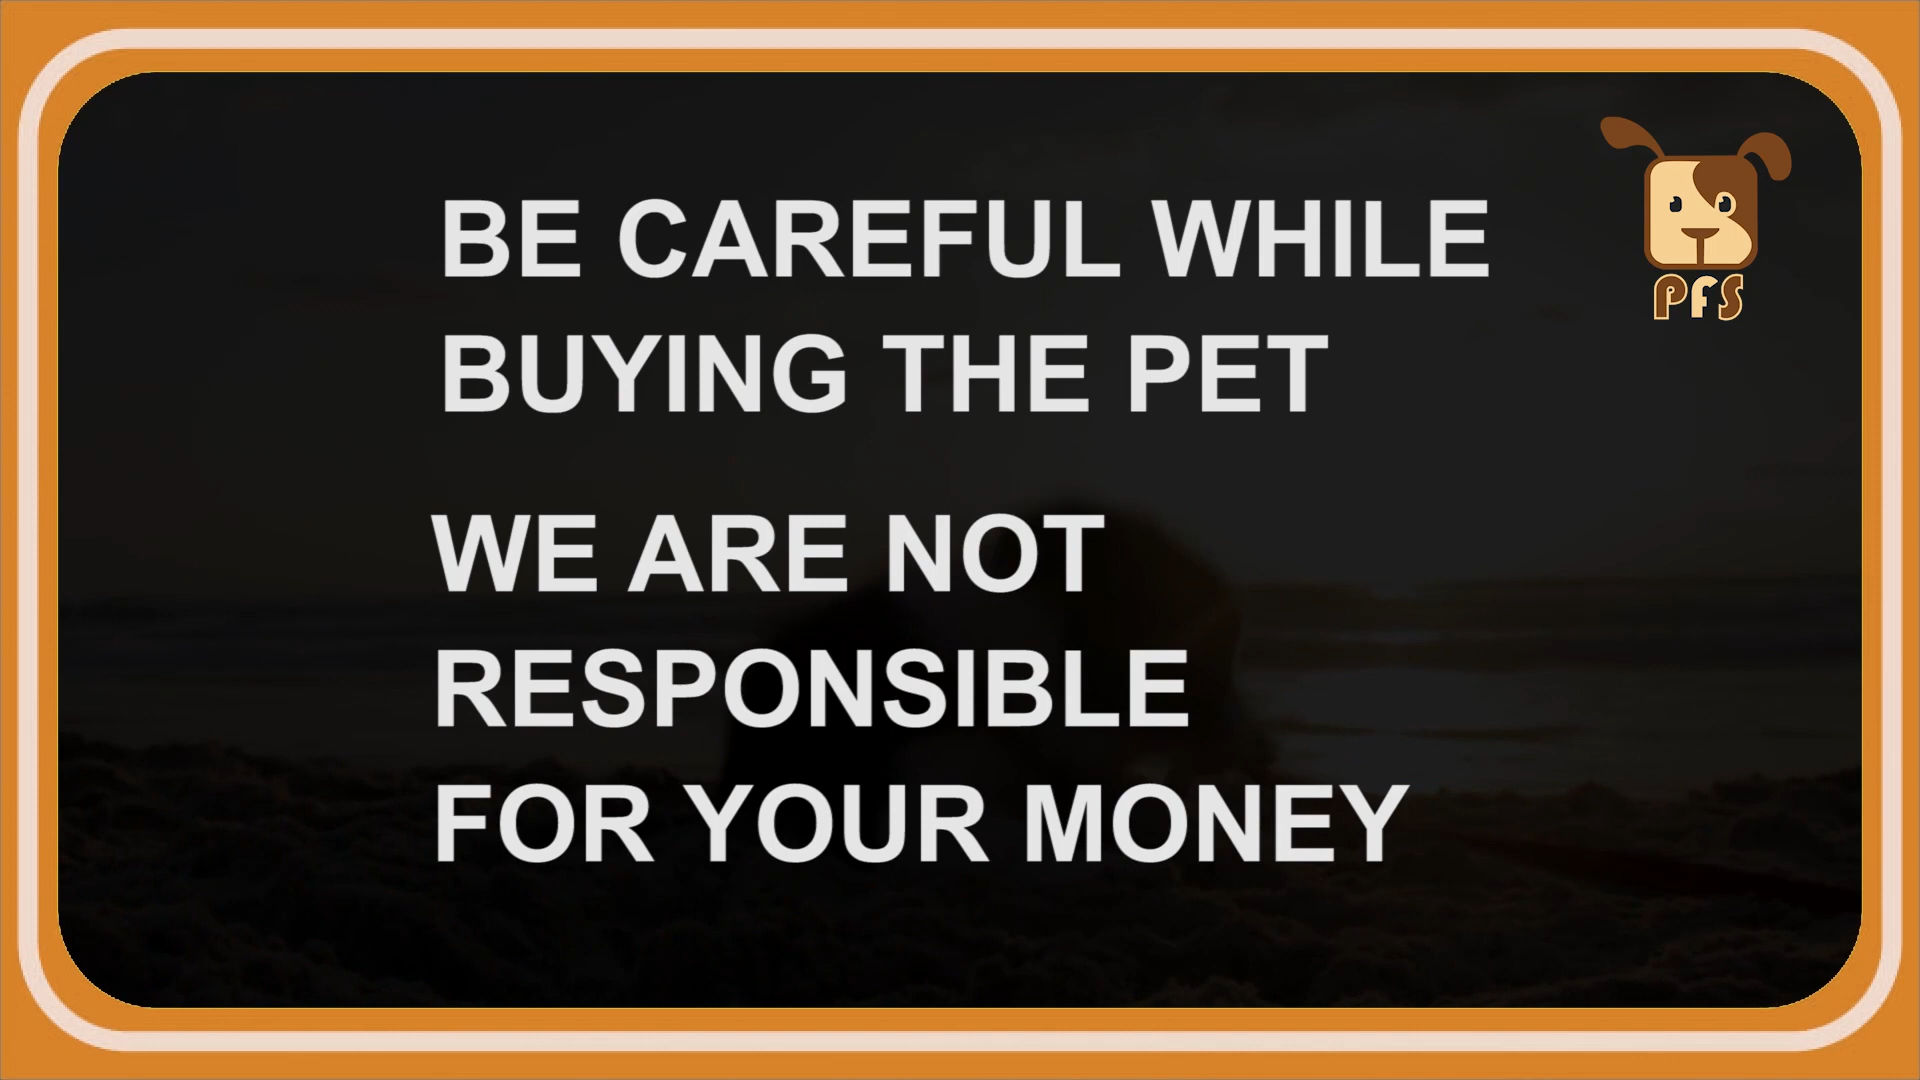 BE CAREFUL WHILE
BUYING THE PET
WE ARE NOT
RESPONSIBLE
FOR YOUR MONEY
PFS